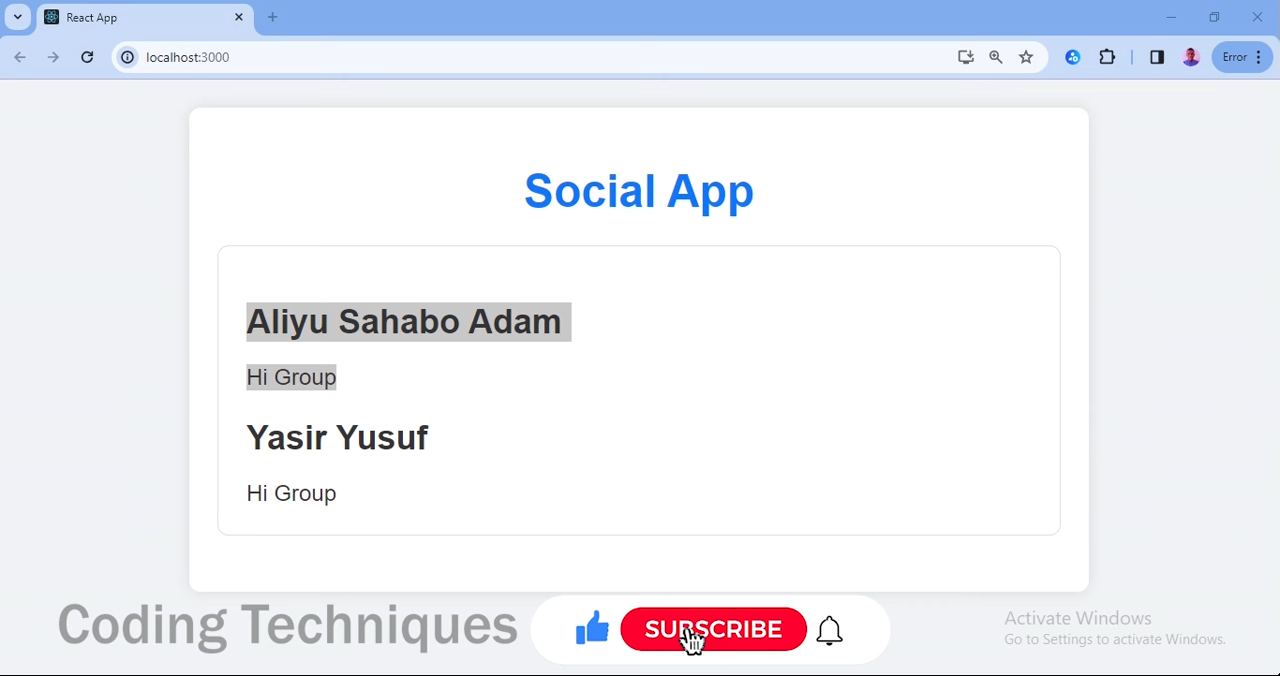 React App
localhost:3000
Error
Social App
Aliyu Sahabo Adam
Hi Group
Yasir Yusuf
Hi Group
Coding Techniques
SUBSCRIBE
Activate Windows
Go to Settings to activate Windows.